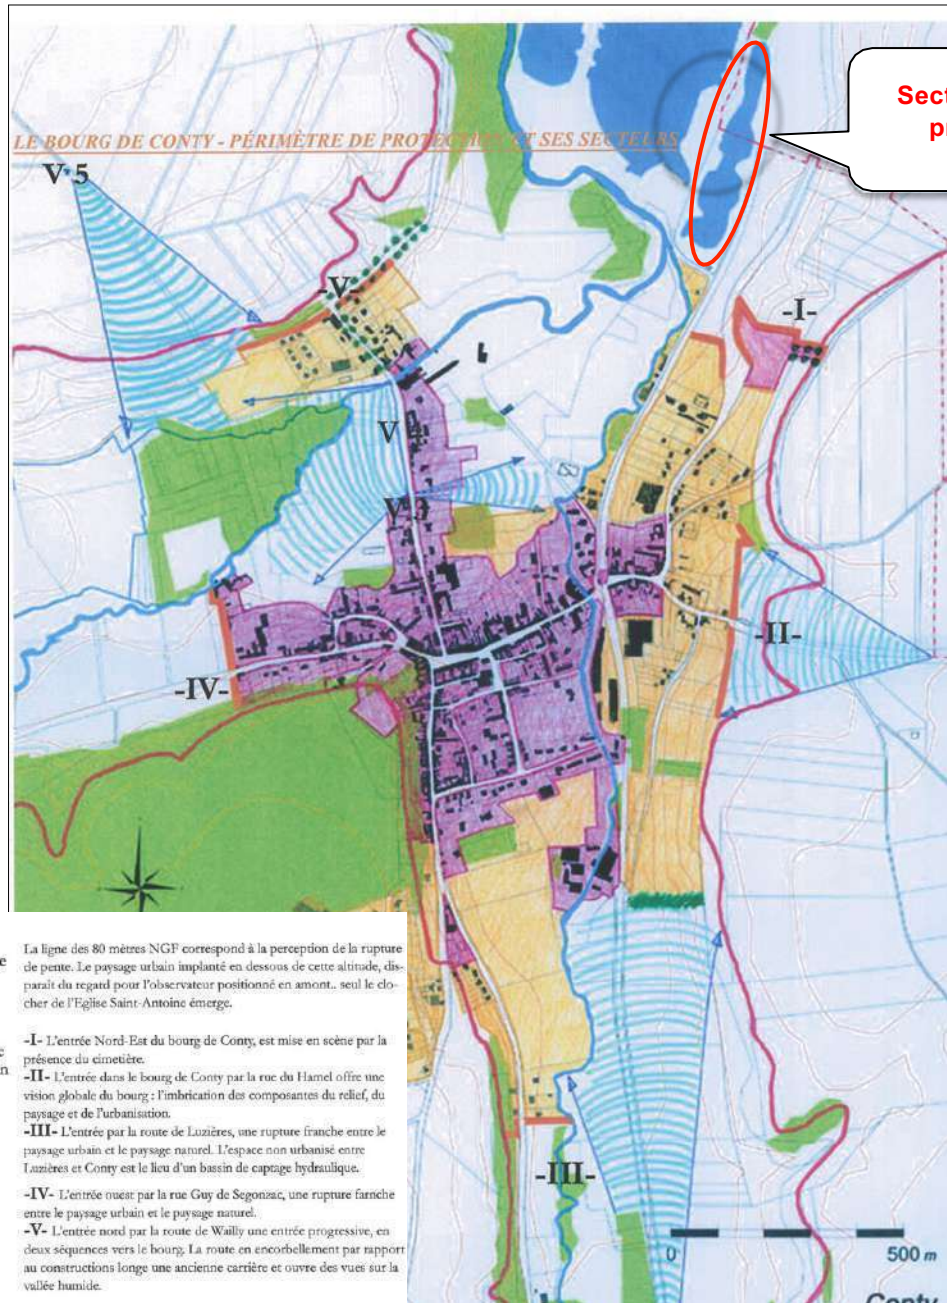 Sect
p
LE BOURG DE CONTY - PÉRIMÈTRE DE PROTECTION ET SES SECTEURS
V 5
-V-
-I-
V 4
V 3
-II-
-IV-
-III-
0 500 m
Conty
e
e
n
La ligne des 80 mètres NGF correspond à la perception de la rupture
de pente. Le paysage urbain implanté en dessous de cette altitude, dis-
paraît du regard pour l'observateur positionné en amont.. seul le clo-
cher de l'Eglise Saint-Antoine émerge.
-I- L'entrée Nord-Est du bourg de Conty, est mise en scène par la
présence du cimetière.
-II- L'entrée dans le bourg de Conty par la rue du Hamel offre une
vision globale du bourg : l'imbrication des composantes du relief, du
paysage et de l'urbanisation.
-III- L'entrée par la route de Luzières, une rupture franche entre le
paysage urbain et le paysage naturel. L'espace non urbanisé entre
Luzières et Conty est le lieu d'un bassin de captage hydraulique.
-IV- L'entrée ouest par la rue Guy de Segonzac, une rupture farnche
entre le paysage urbain et le paysage naturel.
-V- L'entrée nord par la route de Wailly une entrée progressive, en
deux séquences vers le bourg. La route en encorbellement par rapport
au constructions longe une ancienne carrière et ouvre des vues sur la
vallée humide.